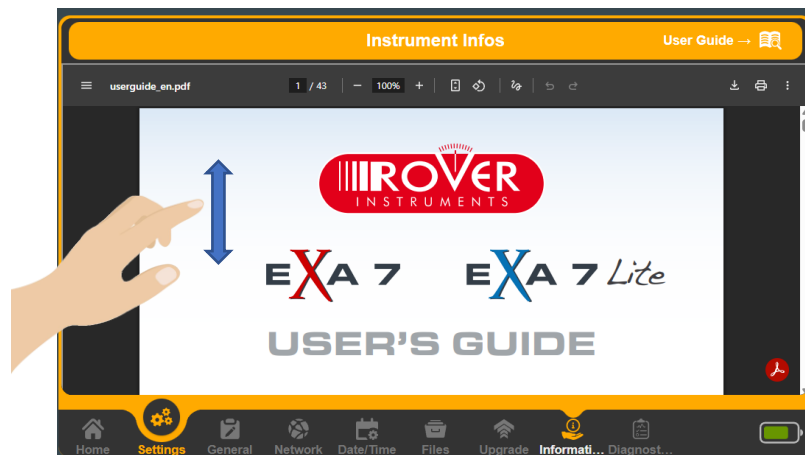 Instrument Infos
User Guide →
userguide_en.pdf 1 / 43 — 100% +
ROVER
INSTRUMENTS
EXA 7 EXA 7 Lite
USER'S GUIDE
Home Settings General Network Date/Time Files Upgrade Informati... Diagnost...